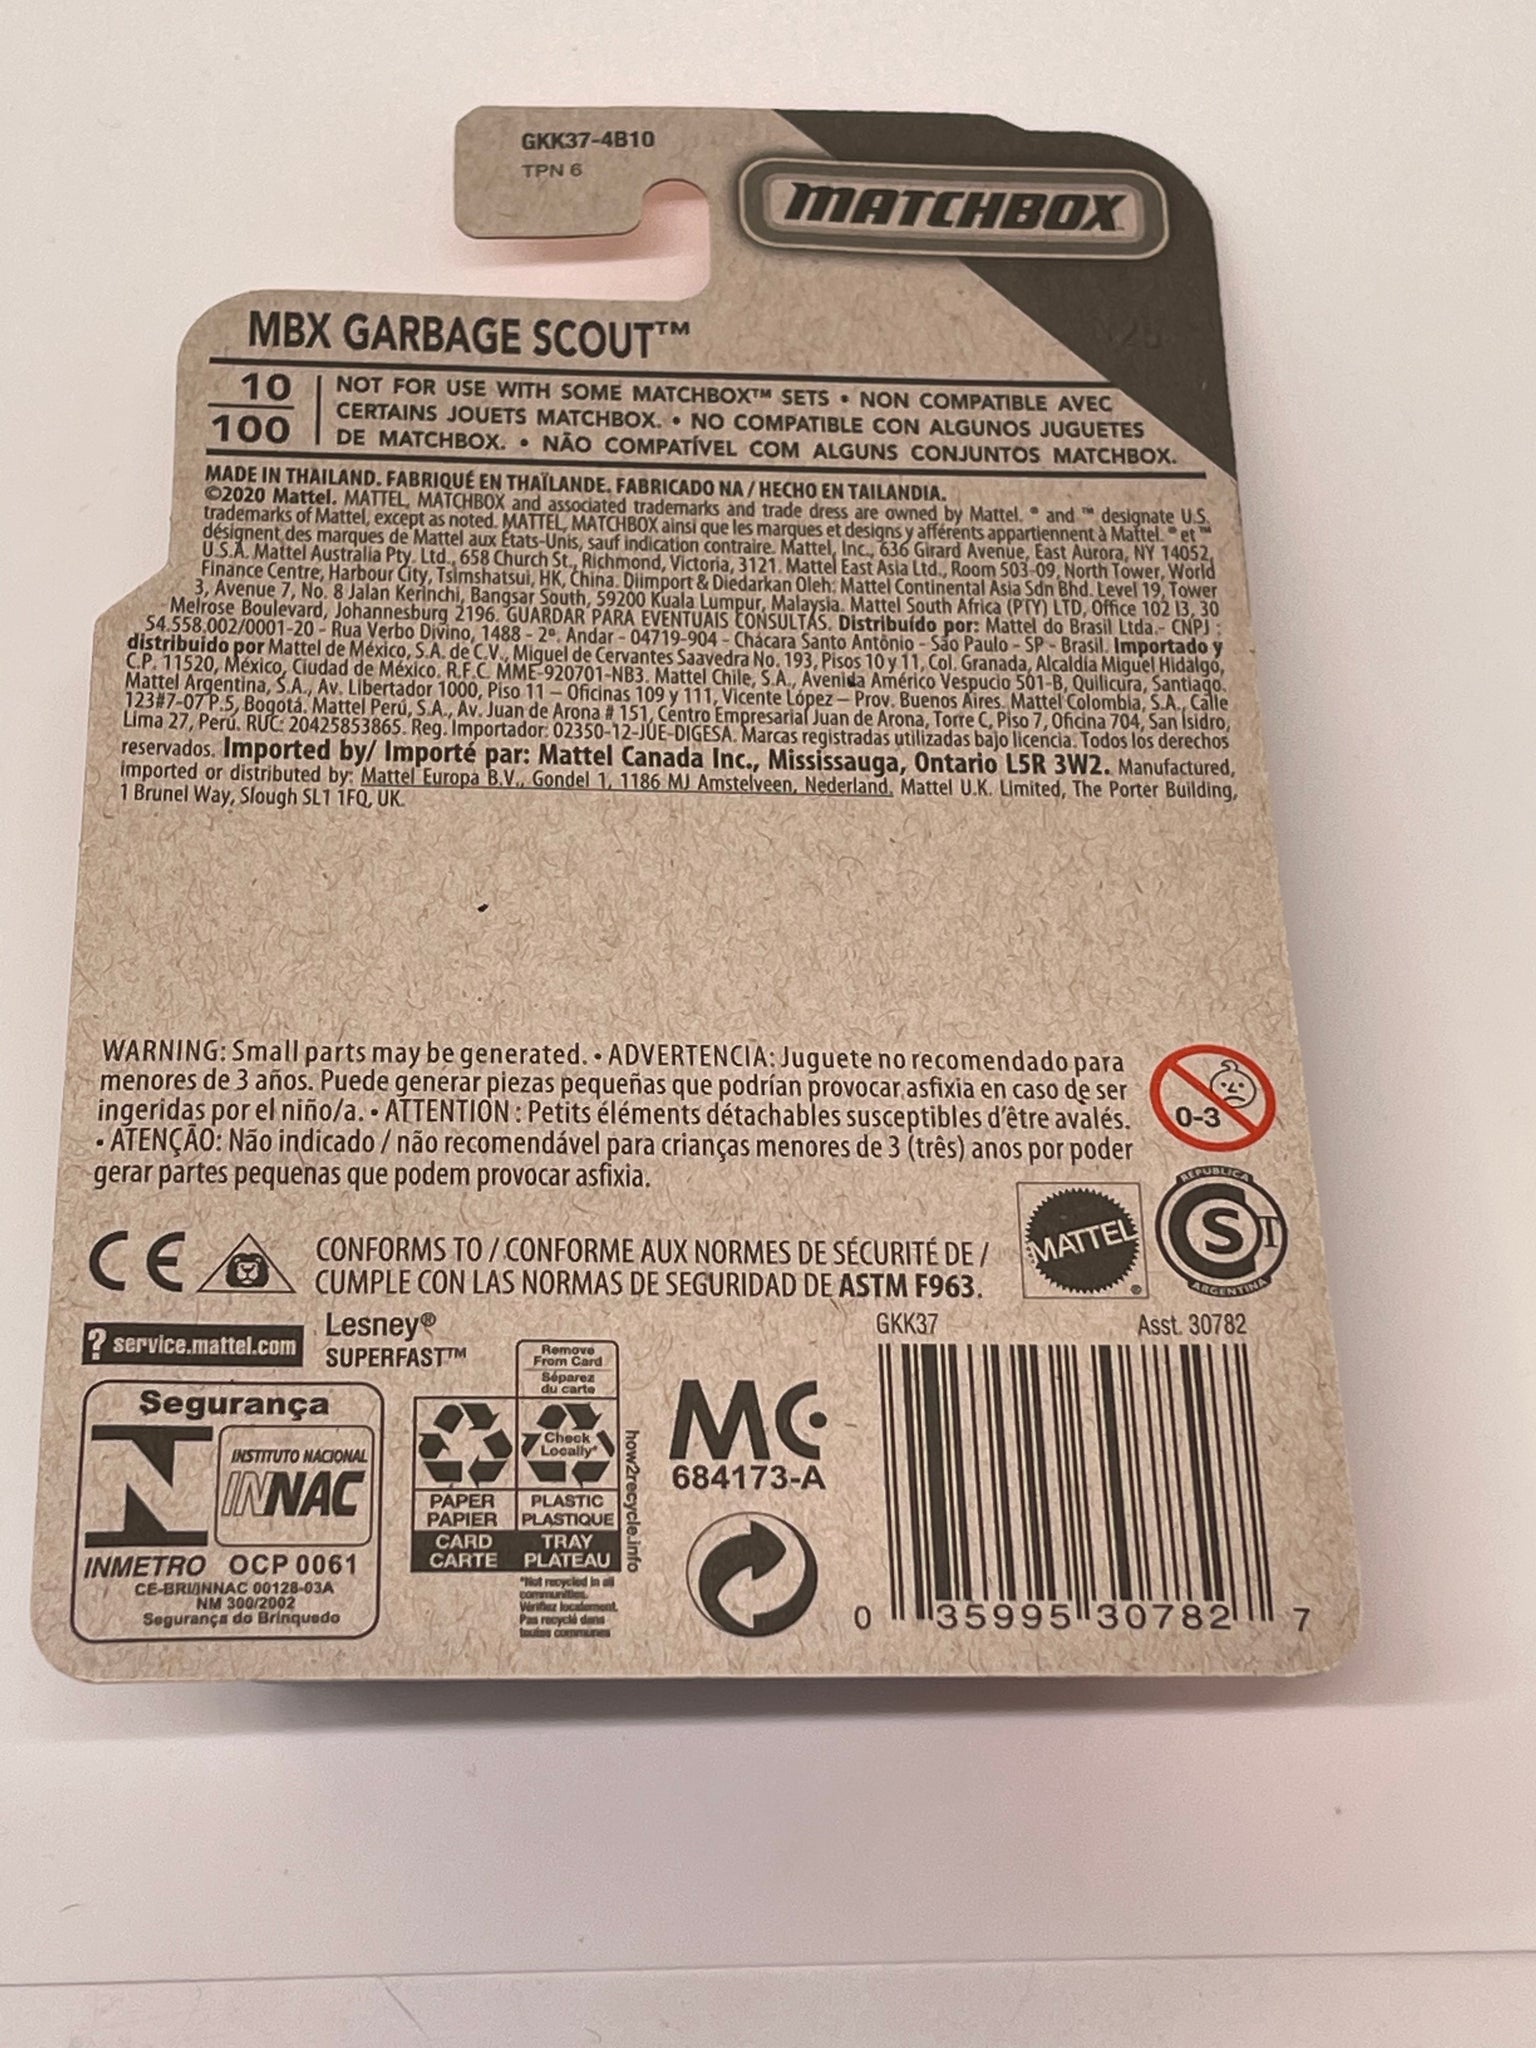 GKK37-4B10
TPN 6
MATCHBOX
MBX GARBAGE SCOUT™
10
100
NOT FOR USE WITH SOME MATCHBOX™ SETS • NON COMPATIBLE AVEC
CERTAINS JOUETS MATCHBOX. • NO COMPATIBLE CON ALGUNOS JUGUETES
DE MATCHBOX. • NÃO COMPATÍVEL COM ALGUNS CONJUNTOS MATCHBOX.
MADE IN THAILAND. FABRIQUÉ EN THAÏLANDE. FABRICADO NA / HECHO EN TAILANDIA.
©2020 Mattel. MATTEL, MATCHBOX and associated trademarks and trade dress are owned by Mattel. ® and ™ designate U.S.
trademarks of Mattel, except as noted. MATTEL, MATCHBOX ainsi que les marques et designs y afférents appartiennent à Mattel. ® et ™
désignent des marques de Mattel aux États-Unis, sauf indication contraire. Mattel, Inc., 636 Girard Avenue, East Aurora, NY 14052,
U.S.A. Mattel Australia Pty. Ltd., 658 Church St., Richmond, Victoria, 3121. Mattel East Asia Ltd., Room 503-09, North Tower, World
Finance Centre, Harbour City, Tsimshatsui, HK, China. Diimport & Diedarkan Oleh: Mattel Continental Asia Sdn Bhd. Level 19, Tower
3, Avenue 7, No. 8 Jalan Kerinchi, Bangsar South, 59200 Kuala Lumpur, Malaysia. Mattel South Africa (PTY) LTD, Office 102 I3, 30
Melrose Boulevard, Johannesburg 2196. GUARDAR PARA EVENTUAIS CONSULTAS. Distribuído por: Mattel do Brasil Ltda.- CNPJ :
54.558.002/0001-20 - Rua Verbo Divino, 1488 - 2º. Andar - 04719-904 - Chácara Santo Antônio - São Paulo - SP - Brasil. Importado y
distribuido por Mattel de México, S.A. de C.V., Miguel de Cervantes Saavedra No. 193, Pisos 10 y 11, Col. Granada, Alcaldía Miguel Hidalgo,
C.P. 11520, México, Ciudad de México. R.F.C. MME-920701-NB3. Mattel Chile, S.A., Avenida Américo Vespucio 501-B, Quilicura, Santiago.
Mattel Argentina, S.A., Av. Libertador 1000, Piso 11 – Oficinas 109 y 111, Vicente López – Prov. Buenos Aires. Mattel Colombia, S.A., Calle
123#7-07 P.5, Bogotá. Mattel Perú, S.A., Av. Juan de Arona # 151, Centro Empresarial Juan de Arona, Torre C, Piso 7, Oficina 704, San Isidro,
Lima 27, Perú. RUC: 20425853865. Reg. Importador: 02350-12-JUE-DIGESA. Marcas registradas utilizadas bajo licencia. Todos los derechos
reservados. Imported by/ Importé par: Mattel Canada Inc., Mississauga, Ontario L5R 3W2. Manufactured,
imported or distributed by: Mattel Europa B.V., Gondel 1, 1186 MJ Amstelveen, Nederland. Mattel U.K. Limited, The Porter Building,
1 Brunel Way, Slough SL1 1FQ, UK.
WARNING: Small parts may be generated. • ADVERTENCIA: Juguete no recomendado para
menores de 3 años. Puede generar piezas pequeñas que podrían provocar asfixia en caso de ser
ingeridas por el niño/a. • ATTENTION : Petits éléments détachables susceptibles d'être avalés.
• ATENÇÃO: Não indicado / não recomendável para crianças menores de 3 (três) anos por poder
gerar partes pequenas que podem provocar asfixia.
0-3
CE
CONFORMS TO / CONFORME AUX NORMES DE SÉCURITÉ DE /
CUMPLE CON LAS NORMAS DE SEGURIDAD DE ASTM F963.
MATTEL®
REPUBLICA
S T
ARGENTINA
? service.mattel.com
Lesney®
SUPERFAST™
Segurança
INSTITUTO NACIONAL
INNAC
INMETRO OCP 0061
CE-BRI/INNAC 00128-03A
NM 300/2002
Segurança do Brinquedo
Remove
From Card
Séparez
du carte
Check
Locally*
PAPER
PAPIER
CARD
CARTE
PLASTIC
PLASTIQUE
TRAY
PLATEAU
how2recycle.info
*Not recycled in all
communities.
Vérifiez localement.
Pas recyclé dans
toutes communes
MC
684173-A
GKK37
Asst. 30782
0 35995 30782 7